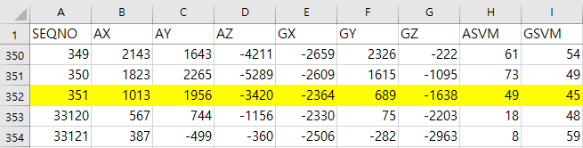 A B C D E F G H I
1 SEQNO AX AY AZ GX GY GZ ASVM GSVM
350 349 2143 1643 -4211 -2659 2326 -222 61 54
351 350 1823 2265 -5289 -2609 1615 -1095 73 49
352 351 1013 1956 -3420 -2364 689 -1638 49 45
353 33120 567 744 -1156 -2330 75 -2203 18 48
354 33121 387 -499 -360 -2506 -282 -2963 8 59